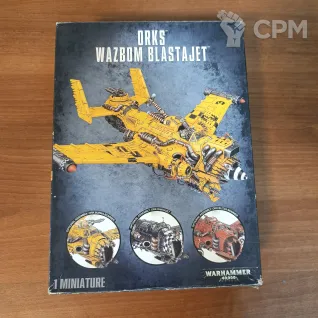 CPM
ORKS
WAZBOM BLASTAJET
1 MINIATURE
WARHAMMER
40,000